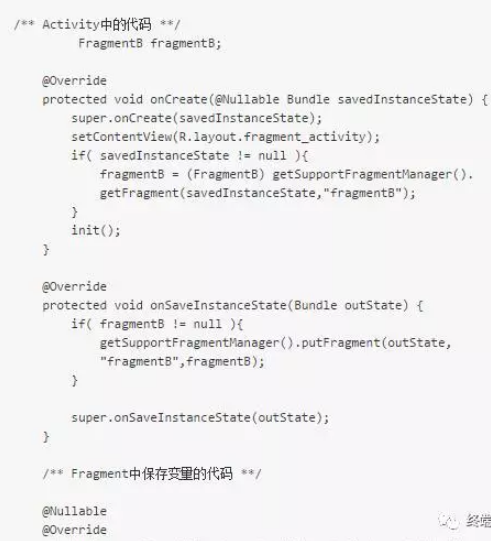 /** Activity中的代码 **/
FragmentB fragmentB;
@Override
protected void onCreate(@Nullable Bundle savedInstanceState) {
super.onCreate(savedInstanceState);
setContentView(R.layout.fragment_activity);
if( savedInstanceState != null ){
fragmentB = (FragmentB) getSupportFragmentManager().
getFragment(savedInstanceState,"fragmentB");
}
init();
}
@Override
protected void onSaveInstanceState(Bundle outState) {
if( fragmentB != null ){
getSupportFragmentManager().putFragment(outState,
"fragmentB",fragmentB);
}
super.onSaveInstanceState(outState);
}
/** Fragment中保存变量的代码 **/
@Nullable
@Override
终端